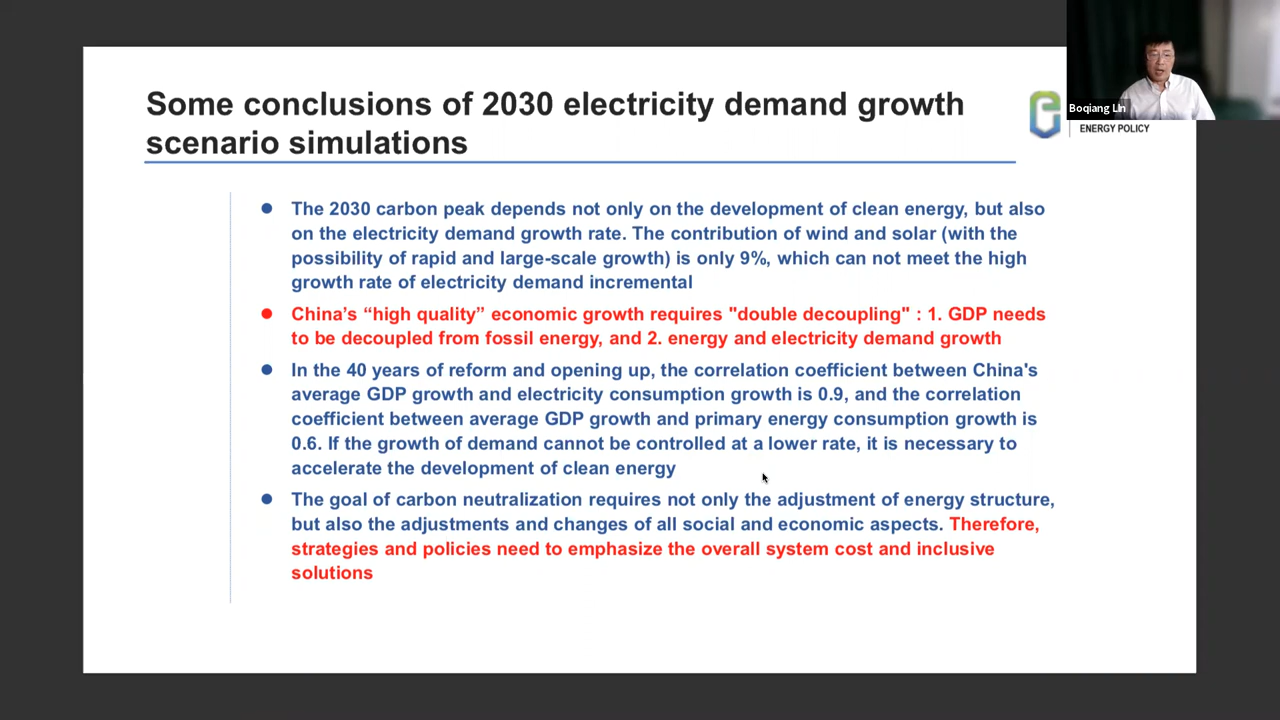 Some conclusions of 2030 electricity demand growth
scenario simulations
Boqiang Lin
ENERGY POLICY
The 2030 carbon peak depends not only on the development of clean energy, but also
on the electricity demand growth rate. The contribution of wind and solar (with the
possibility of rapid and large-scale growth) is only 9%, which can not meet the high
growth rate of electricity demand incremental
China's “high quality” economic growth requires "double decoupling" : 1. GDP needs
to be decoupled from fossil energy, and 2. energy and electricity demand growth
In the 40 years of reform and opening up, the correlation coefficient between China's
average GDP growth and electricity consumption growth is 0.9, and the correlation
coefficient between average GDP growth and primary energy consumption growth is
0.6. If the growth of demand cannot be controlled at a lower rate, it is necessary to
accelerate the development of clean energy
The goal of carbon neutralization requires not only the adjustment of energy structure,
but also the adjustments and changes of all social and economic aspects. Therefore,
strategies and policies need to emphasize the overall system cost and inclusive
solutions